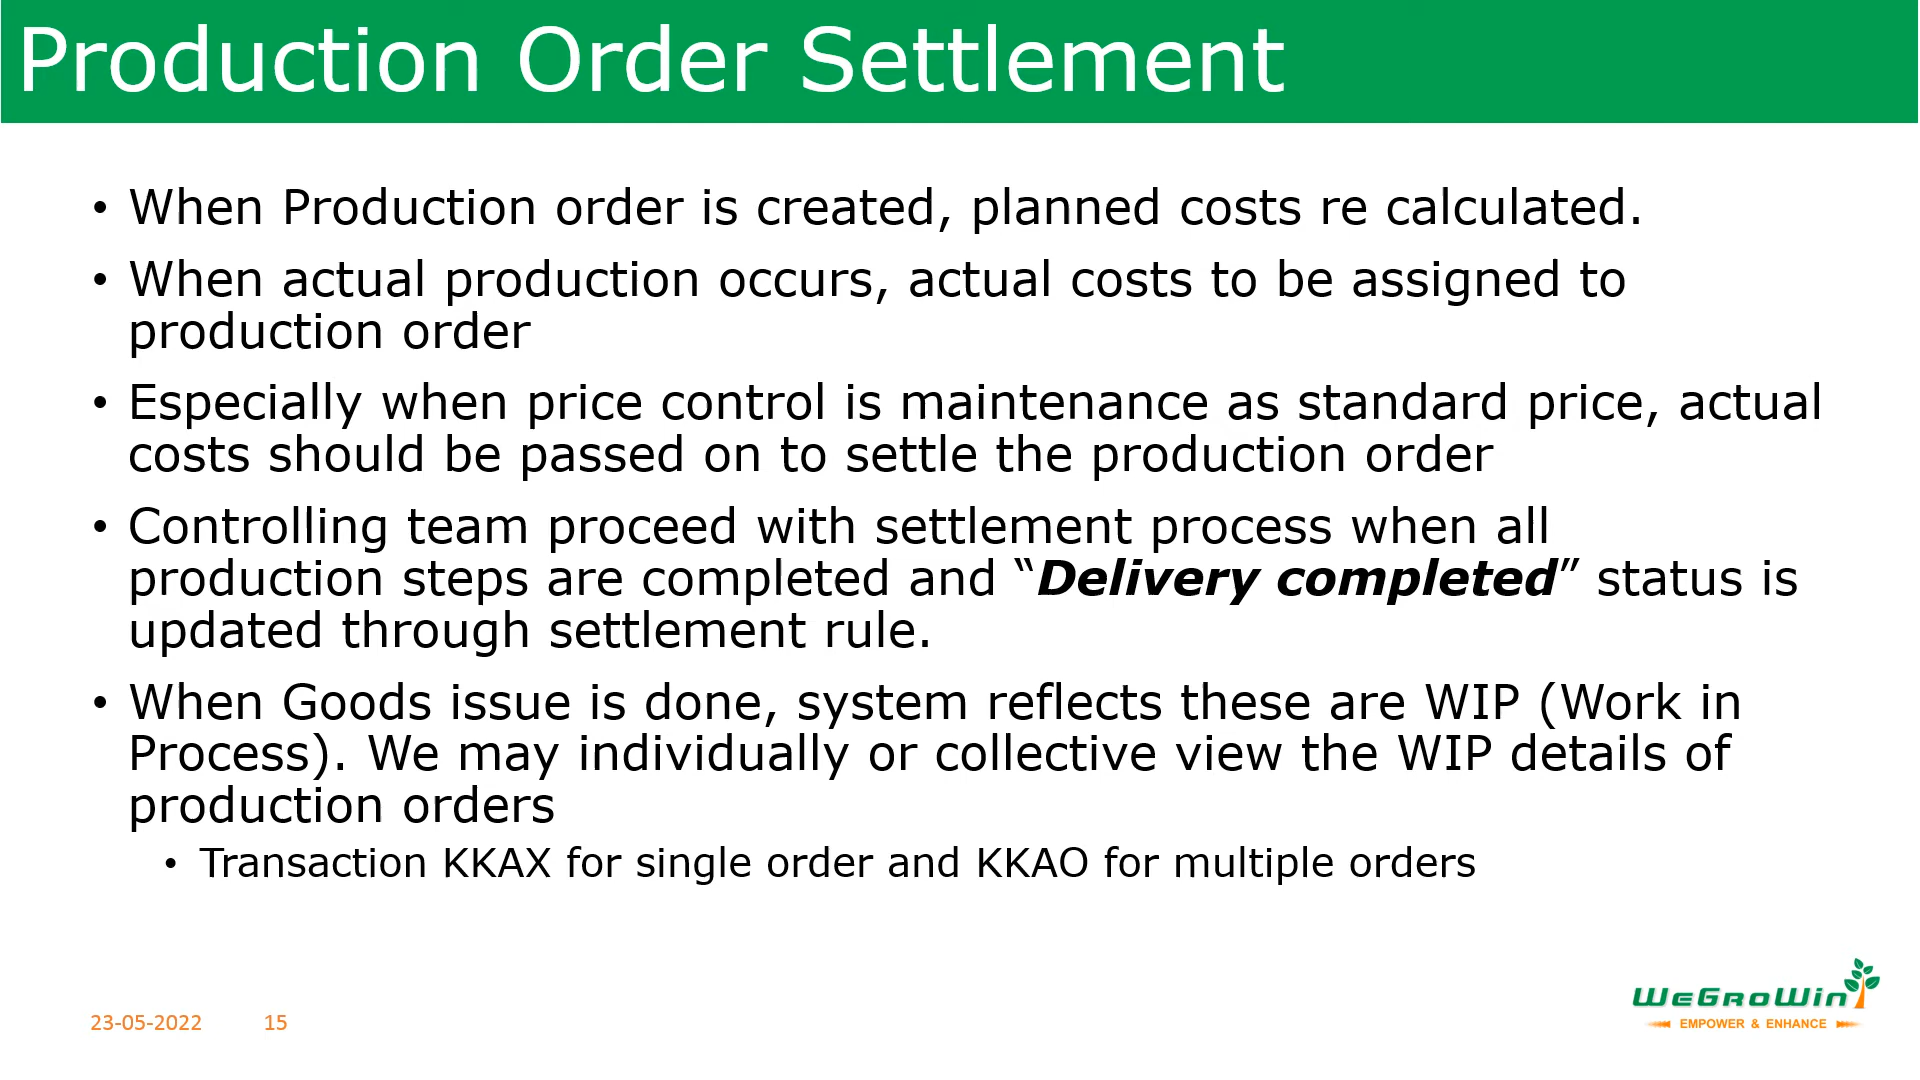 Production Order Settlement
• When Production order is created, planned costs re calculated.
• When actual production occurs, actual costs to be assigned to
production order
• Especially when price control is maintenance as standard price, actual
costs should be passed on to settle the production order
• Controlling team proceed with settlement process when all
production steps are completed and “Delivery completed” status is
updated through settlement rule.
• When Goods issue is done, system reflects these are WIP (Work in
Process). We may individually or collective view the WIP details of
production orders
• Transaction KKAX for single order and KKAO for multiple orders
WeGroWin
EMPOWER & ENHANCE
23-05-2022 15